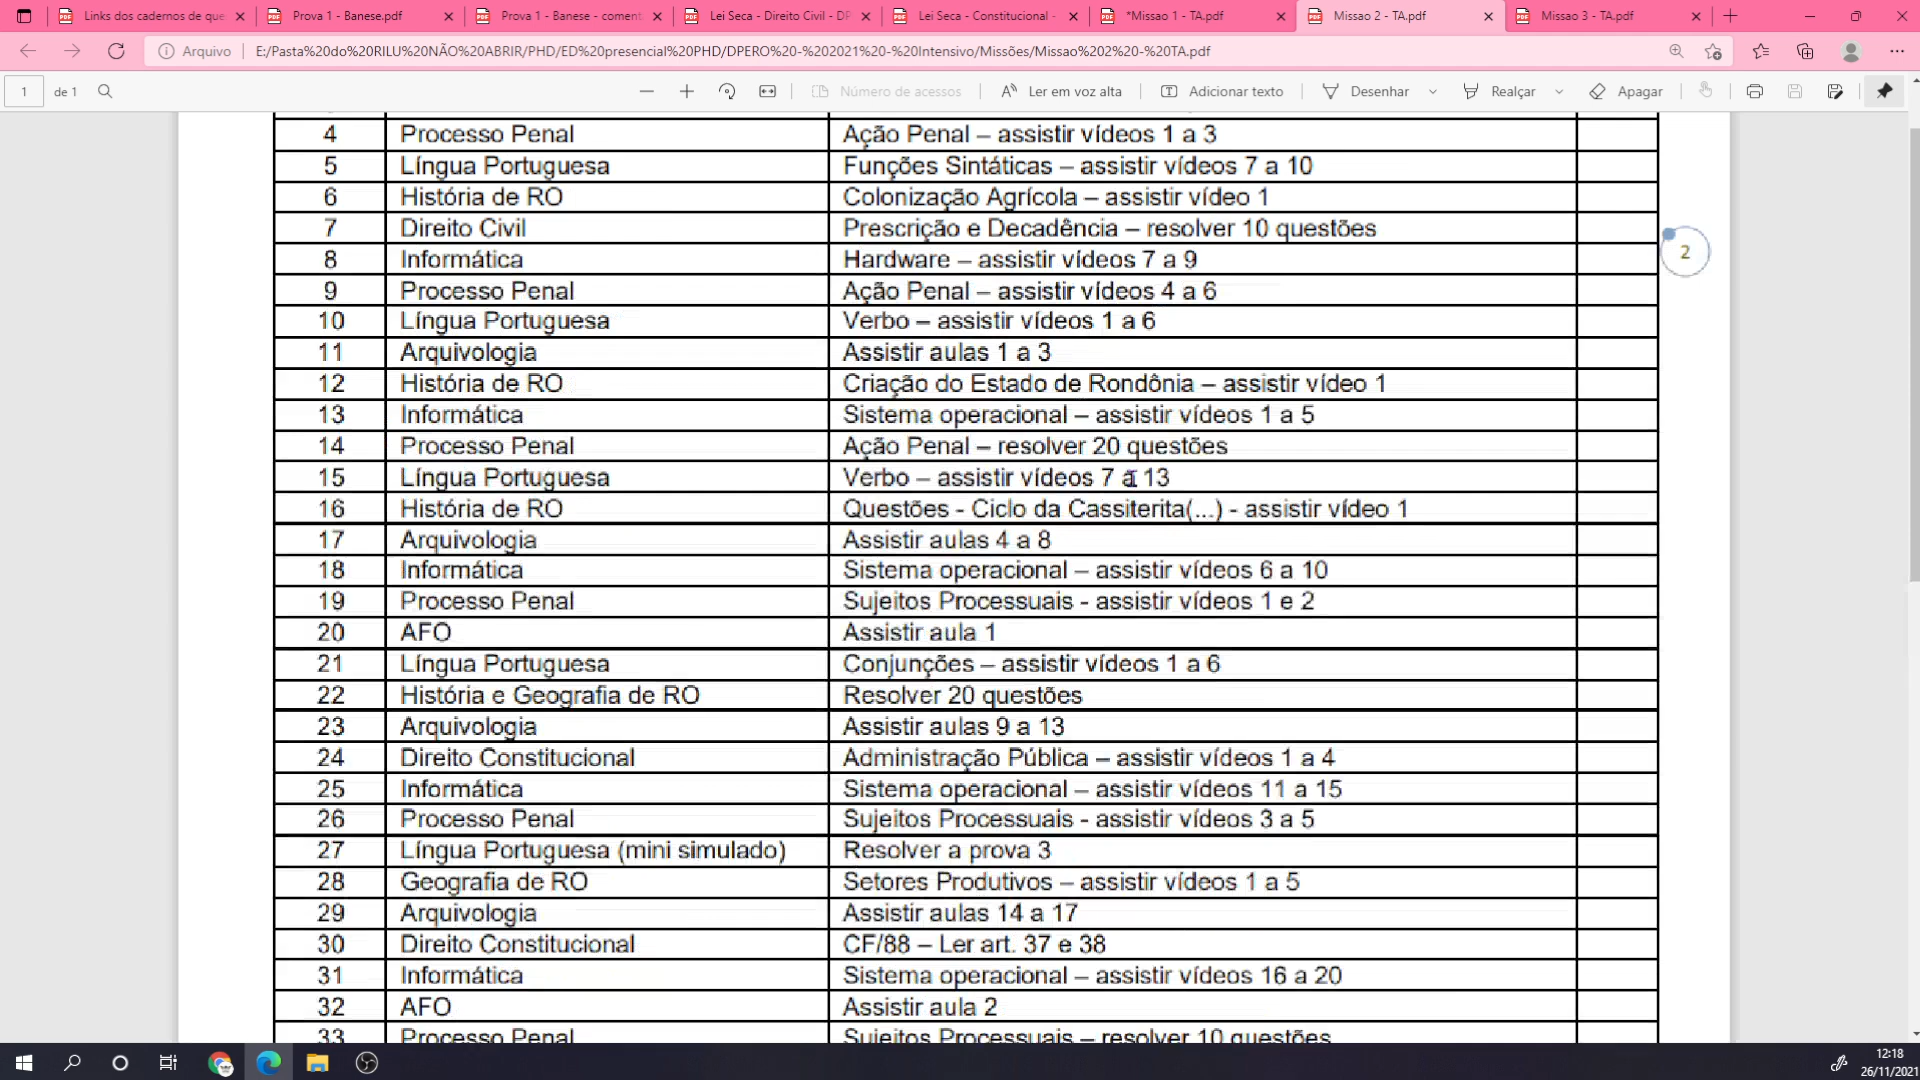 Links dos cadernos de que
Prova 1 - Banese.pdf
Prova 1 - Banese - coment
Lei Seca - Direito Civil - DP
Lei Seca - Constitucional -
*Missao 1 - TA.pdf
Missao 2 - TA.pdf
Missao 3 - TA.pdf
Arquivo
E:/Pasta%20do%20RILU%20NÃO%20ABRIR/PHD/ED%20presencial%20PHD/DPERO%20-%202021%20-%20Intensivo/Missões/Missao%202%20-%20TA.pdf
1 de 1
Número de acessos
Ler em voz alta
Adicionar texto
Desenhar
Realçar
Apagar
4 Processo Penal Ação Penal – assistir vídeos 1 a 3
5 Língua Portuguesa Funções Sintáticas – assistir vídeos 7 a 10
6 História de RO Colonização Agrícola – assistir vídeo 1
7 Direito Civil Prescrição e Decadência – resolver 10 questões
2
8 Informática Hardware – assistir vídeos 7 a 9
9 Processo Penal Ação Penal – assistir vídeos 4 a 6
10 Língua Portuguesa Verbo – assistir vídeos 1 a 6
11 Arquivologia Assistir aulas 1 a 3
12 História de RO Criação do Estado de Rondônia – assistir vídeo 1
13 Informática Sistema operacional – assistir vídeos 1 a 5
14 Processo Penal Ação Penal – resolver 20 questões
15 Língua Portuguesa Verbo – assistir vídeos 7 a 13
16 História de RO Questões - Ciclo da Cassiterita(...) - assistir vídeo 1
17 Arquivologia Assistir aulas 4 a 8
18 Informática Sistema operacional – assistir vídeos 6 a 10
19 Processo Penal Sujeitos Processuais - assistir vídeos 1 e 2
20 AFO Assistir aula 1
21 Língua Portuguesa Conjunções – assistir vídeos 1 a 6
22 História e Geografia de RO Resolver 20 questões
23 Arquivologia Assistir aulas 9 a 13
24 Direito Constitucional Administração Pública – assistir vídeos 1 a 4
25 Informática Sistema operacional – assistir vídeos 11 a 15
26 Processo Penal Sujeitos Processuais - assistir vídeos 3 a 5
27 Língua Portuguesa (mini simulado) Resolver a prova 3
28 Geografia de RO Setores Produtivos – assistir vídeos 1 a 5
29 Arquivologia Assistir aulas 14 a 17
30 Direito Constitucional CF/88 – Ler art. 37 e 38
31 Informática Sistema operacional – assistir vídeos 16 a 20
32 AFO Assistir aula 2
33 Processo Penal Sujeitos Processuais – resolver 10 questões
12:18
26/11/2021